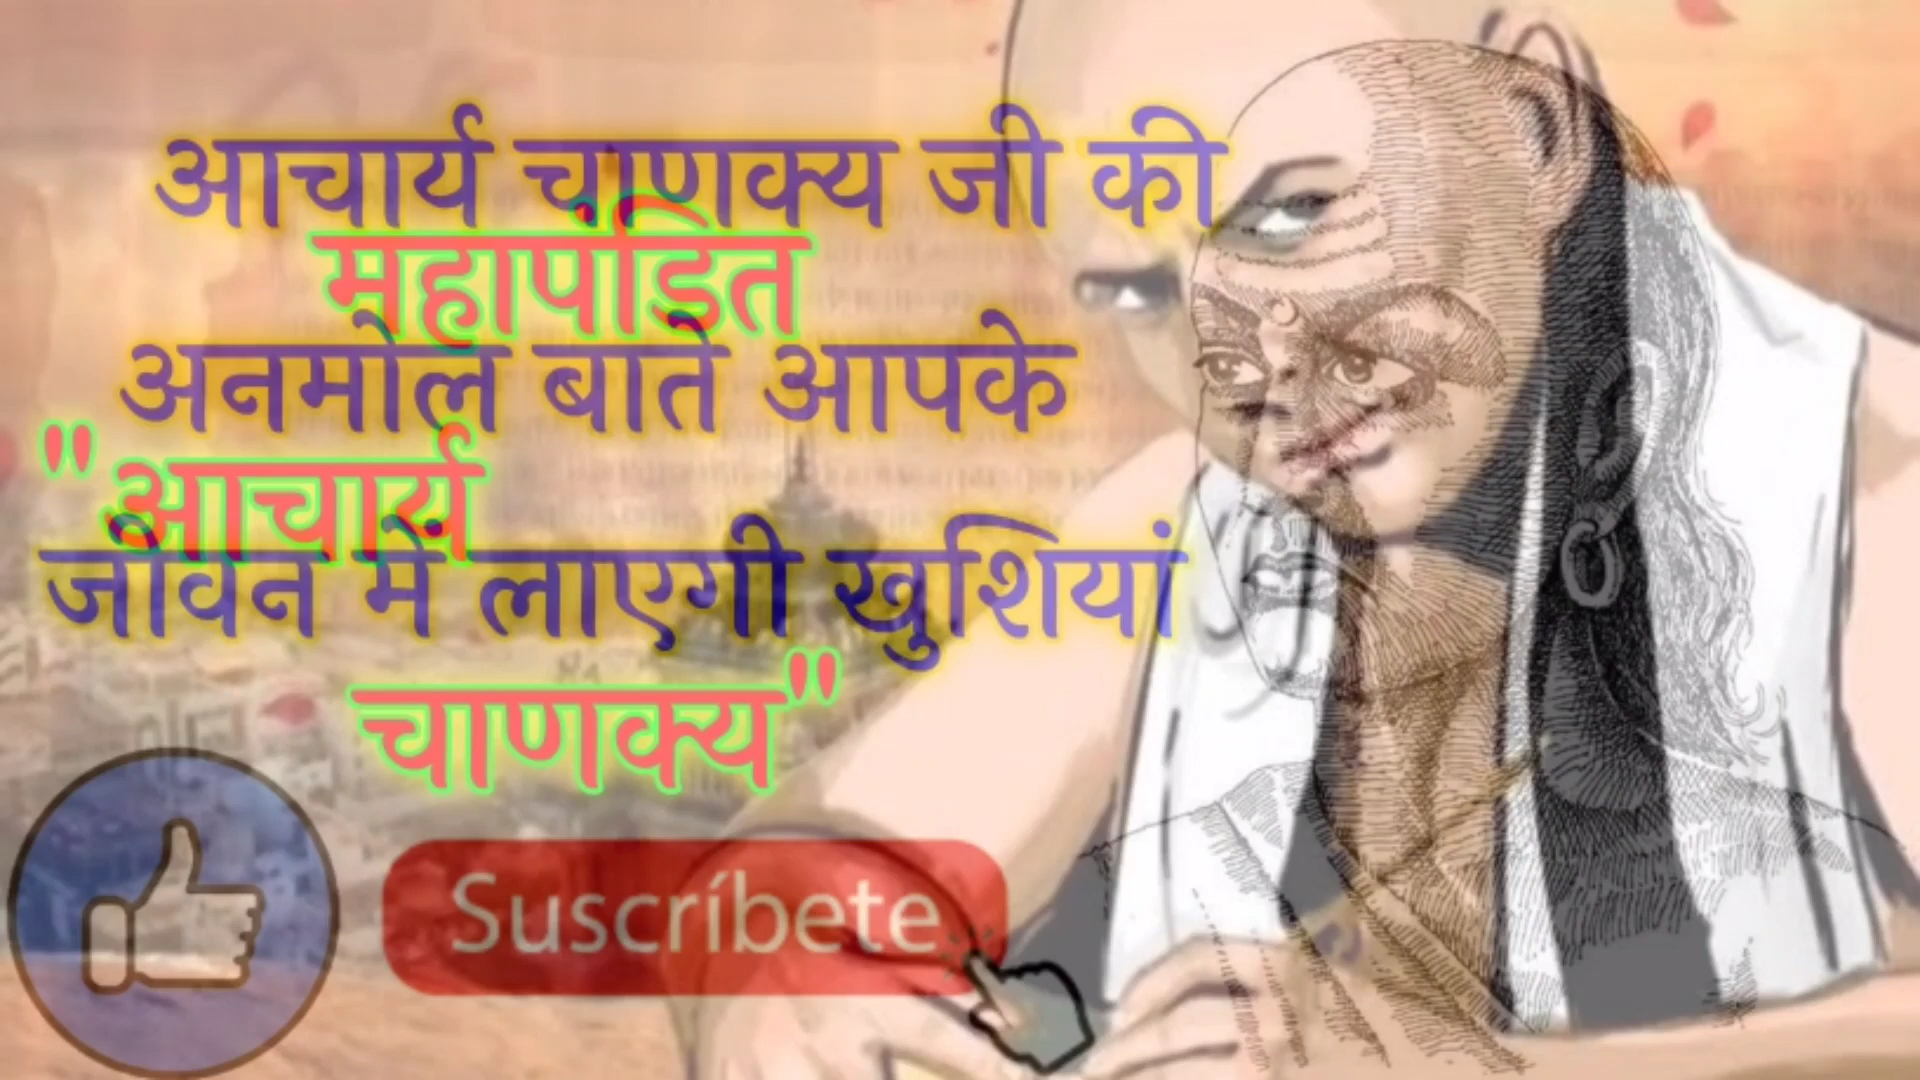 आचार्य चाणक्य जी की
महापंडित
अनमोल बाते आपके
"आचार्य
जीवन मे लाएगी खुशियां
चाणक्य"
Suscríbete